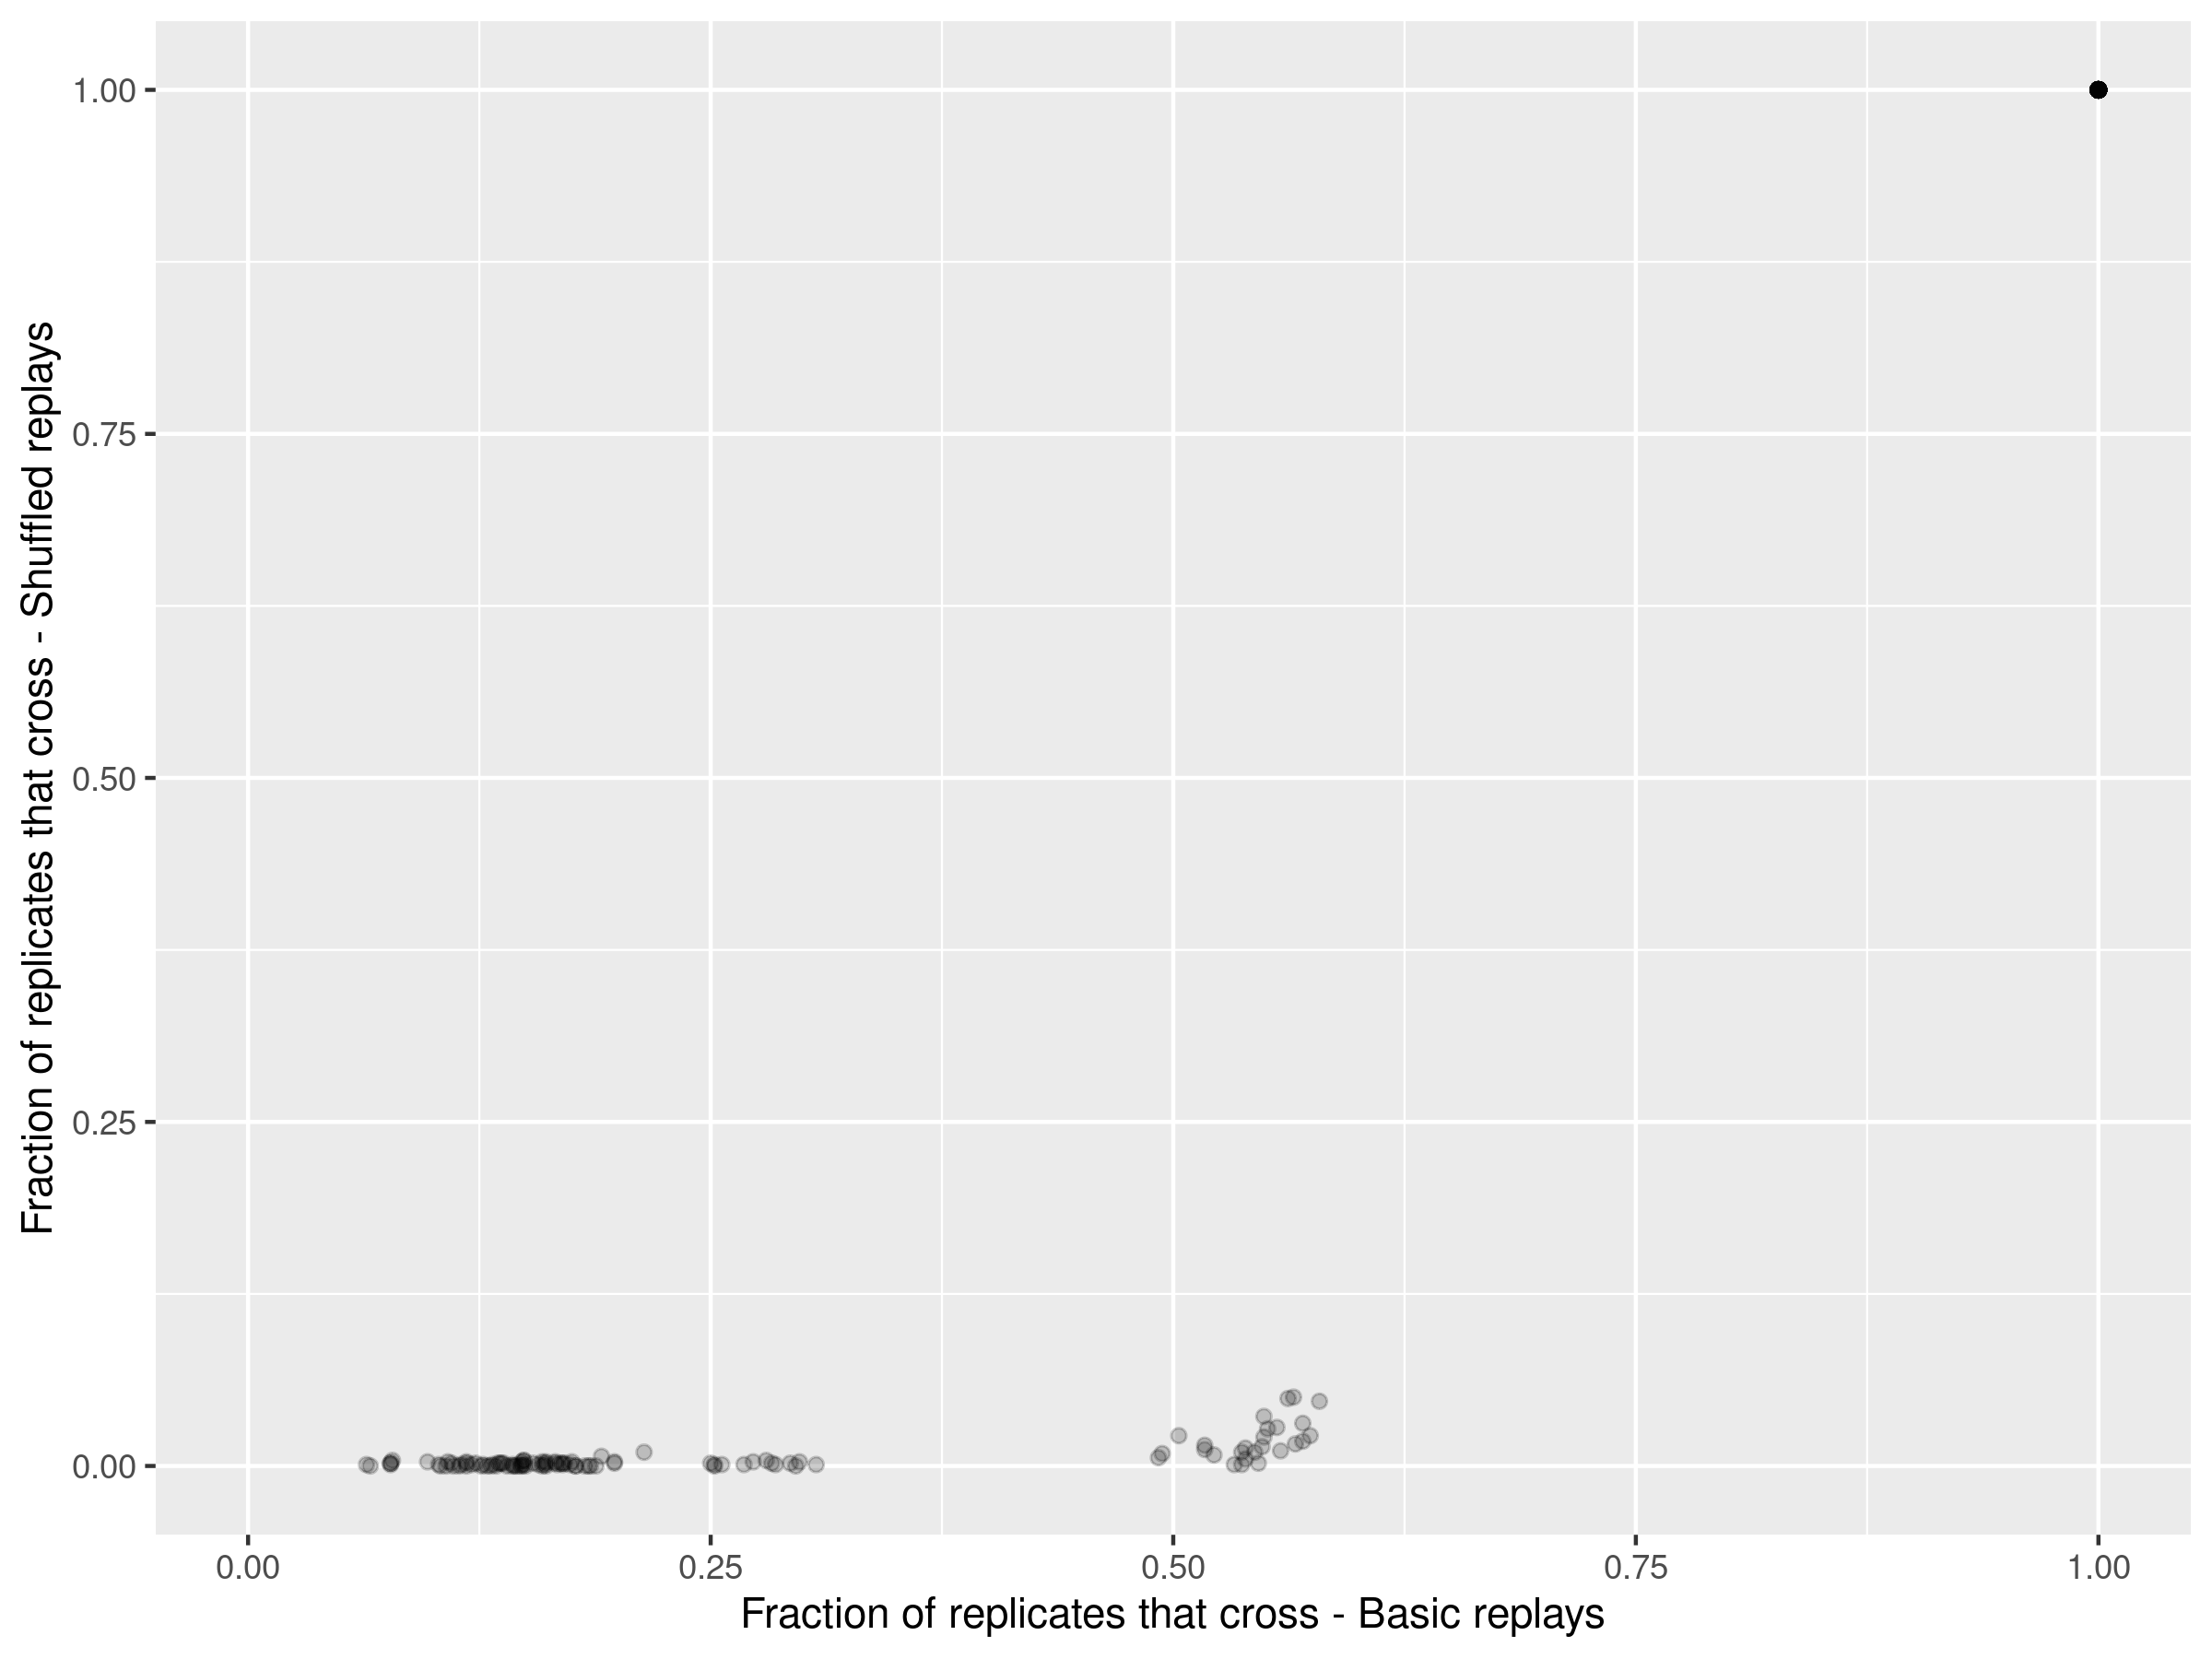 Fraction of replicates that cross - Shuffled replays
1.00
0.75
0.50
0.25
0.00
0.00 0.25 0.50 0.75 1.00
Fraction of replicates that cross - Basic replays